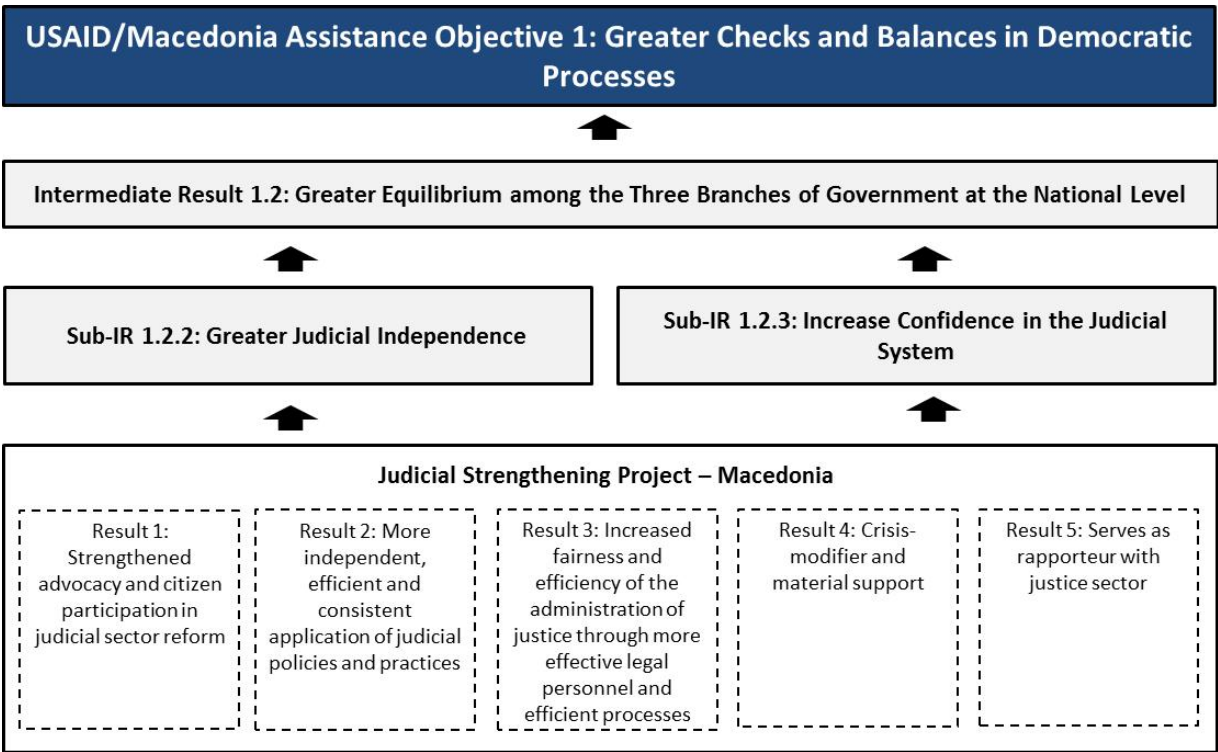 USAID/Macedonia Assistance Objective 1: Greater Checks and Balances in Democratic
Processes
Intermediate Result 1.2: Greater Equilibrium among the Three Branches of Government at the National Level
Sub-IR 1.2.2: Greater Judicial Independence
Sub-IR 1.2.3: Increase Confidence in the Judicial
System
Judicial Strengthening Project – Macedonia
Result 1:
Strengthened
advocacy and citizen
participation in
judicial sector reform
Result 2: More
independent,
efficient and
consistent
application of judicial
policies and practices
Result 3: Increased
fairness and
efficiency of the
administration of
justice through more
effective legal
personnel and
efficient processes
Result 4: Crisis-
modifier and
material support
Result 5: Serves as
rapporteur with
justice sector